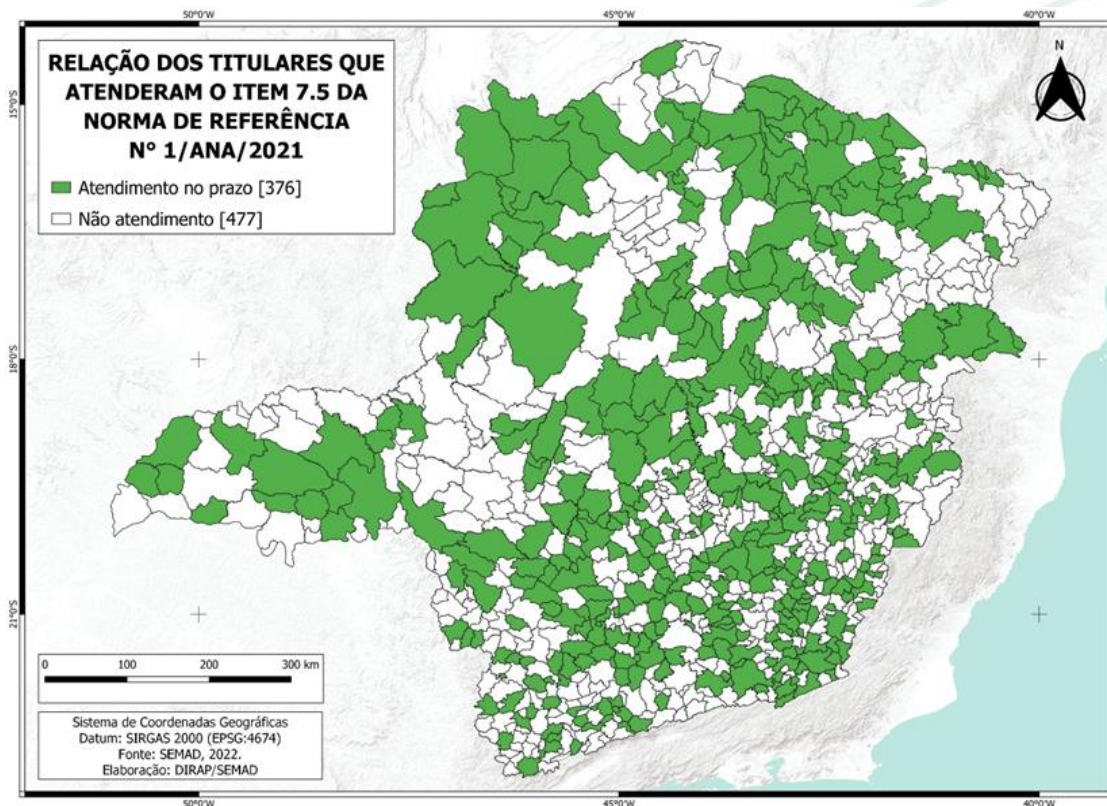 50°0'W
45°0'W
40°0'W
RELAÇÃO DOS TITULARES QUE
ATENDERAM O ITEM 7.5 DA
NORMA DE REFERÊNCIA
N° 1/ANA/2021
Atendimento no prazo [376]
Não atendimento [477]
N
15°0'S
18°0'S
21°0'S
0 100 200 300 km
Sistema de Coordenadas Geográficas
Datum: SIRGAS 2000 (EPSG:4674)
Fonte: SEMAD, 2022.
Elaboração: DIRAP/SEMAD
50°0'W
45°0'W
40°0'W